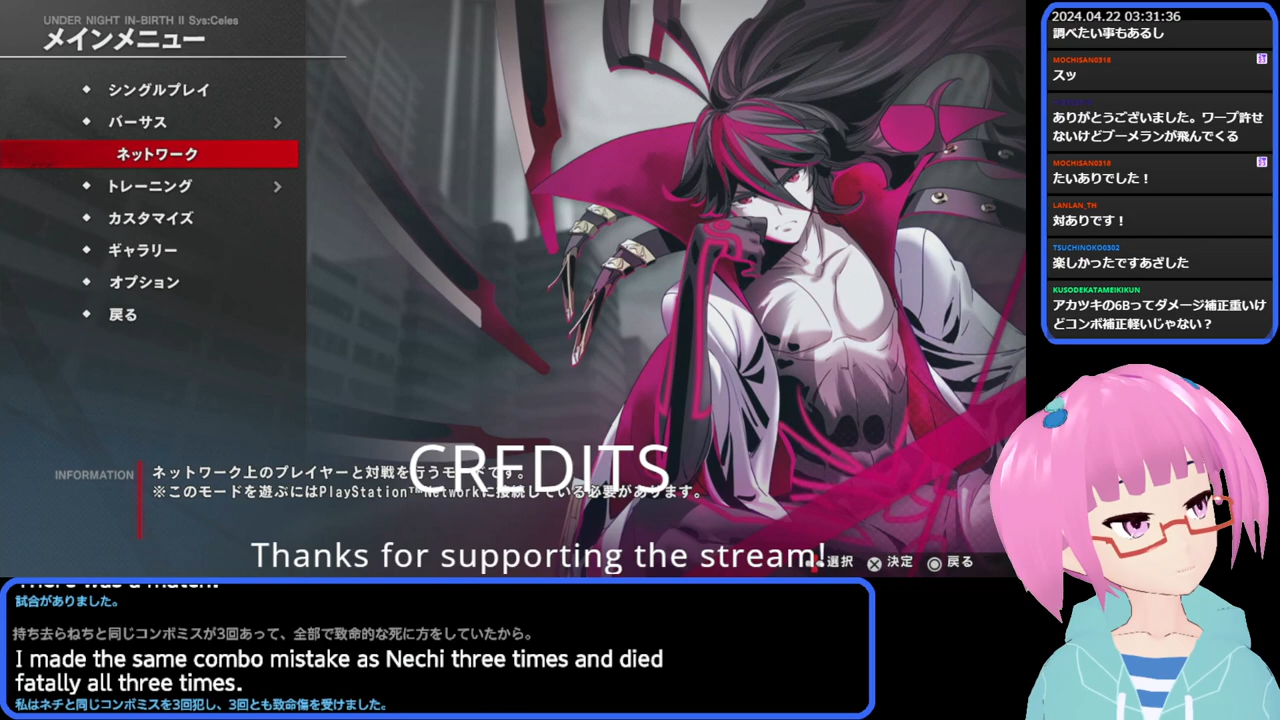 UNDER NIGHT IN-BIRTH II Sys:Celes
メインメニュー
シングルプレイ
バーサス
ネットワーク
トレーニング
カスタマイズ
ギャラリー
オプション
戻る
INFORMATION
ネットワーク上のプレイヤーと対戦を行うモードです。
※このモードを遊ぶにはPlayStation™Networkに接続している必要があります。
CREDITS
Thanks for supporting the stream!
選択 決定 戻る
2024.04.22 03:31:36
調べたい事もあるし
MOCHISAN0318
スッ
ありがとうございました。ワープ許せ
ないけどブーメランが飛んでくる
MOCHISAN0318
たいありでした！
LANLAN_TH
対ありです！
TSUCHINOKO0302
楽しかったですあざした
KUSODEKATAMEIKIKUN
アカツキの6Bってダメージ補正重いけ
どコンボ補正軽いじゃない？
There was a match.
試合がありました。
持ち去らねちと同じコンボミスが3回あって、全部で致命的な死に方をしていたから。
I made the same combo mistake as Nechi three times and died
fatally all three times.
私はネチと同じコンボミスを3回犯し、3回とも致命傷を受けました。